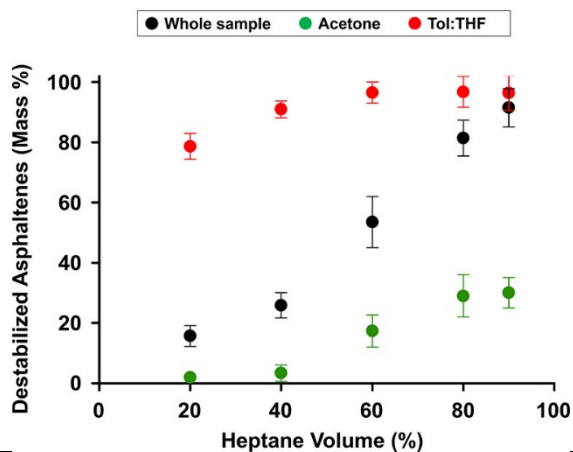 Whole sample Acetone Tol:THF
Destabilized Asphaltenes (Mass %)
100
80
60
40
20
0
0 20 40 60 80 100
Heptane Volume (%)